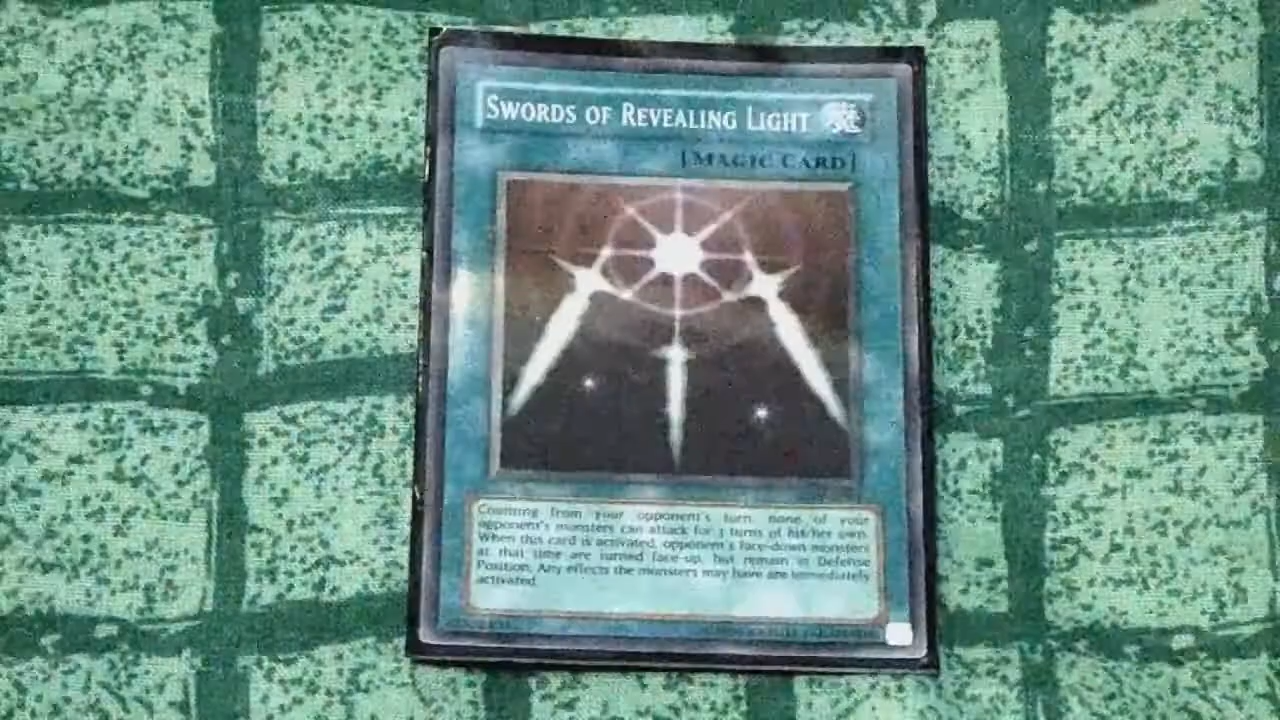 Swords of Revealing Light
[Magic Card]
Counting from your opponent's turn, none of your
opponent's monsters can attack for 3 turns of his/her own.
When this card is activated, opponent's face-down monsters
at that time are turned face-up, but remain in Defense
Position. Any effects the monsters may have are immediately
activated.